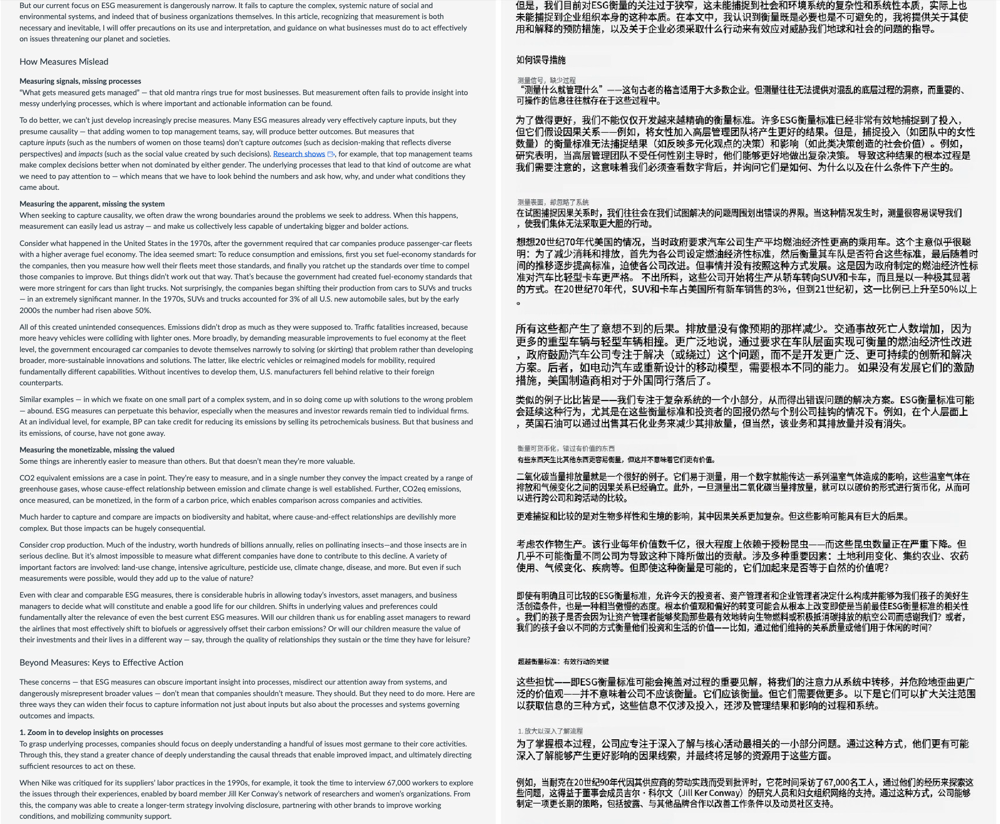 But our current focus on ESG measurement is dangerously narrow. It fails to capture the complex, systemic nature of social and
environmental systems, and indeed that of business organizations themselves. In this article, recognizing that measurement is both
necessary and inevitable, I will offer precautions on its use and interpretation, and guidance on what businesses must do to act effectively
on issues threatening our planet and societies.
How Measures Mislead
Measuring signals, missing processes
“What gets measured gets managed” — that old mantra rings true for most businesses. But measurement often fails to provide insight into
messy underlying processes, which is where important and actionable information can be found.
To do better, we can’t just develop increasingly precise measures. Many ESG measures already very effectively capture inputs, but they
presume causality — that adding women to top management teams, say, will produce better outcomes. But measures that
capture inputs (such as the numbers of women on those teams) don’t capture outcomes (such as decision-making that reflects diverse
perspectives) and impacts (such as the social value created by such decisions). Research shows, for example, that top management teams
make complex decisions better when not dominated by either gender. The underlying processes that lead to that kind of outcome are what
we need to pay attention to — which means that we have to look behind the numbers and ask how, why, and under what conditions they
came about.
Measuring the apparent, missing the system
When seeking to capture causality, we often draw the wrong boundaries around the problems we seek to address. When this happens,
measurement can easily lead us astray — and make us collectively less capable of undertaking bigger and bolder actions.
Consider what happened in the United States in the 1970s, after the government required that car companies produce passenger-car fleets
with a higher average fuel economy. The idea seemed smart: To reduce consumption and emissions, first you set fuel-economy standards for
the companies, then you measure how well their fleets meet those standards, and finally you ratchet up the standards over time to compel
those companies to improve. But things didn’t work out that way. That’s because the government had created fuel-economy standards that
were more stringent for cars than light trucks. Not surprisingly, the companies began shifting their production from cars to SUVs and trucks
— in an extremely significant manner. In the 1970s, SUVs and trucks accounted for 3% of all U.S. new automobile sales, but by the early
2000s the number had risen above 50%.
All of this created unintended consequences. Emissions didn’t drop as much as they were supposed to. Traffic fatalities increased, because
more heavy vehicles were colliding with lighter ones. More broadly, by demanding measurable improvements to fuel economy at the fleet
level, the government encouraged car companies to devote themselves narrowly to solving (or skirting) that problem rather than developing
broader, more-sustainable innovations and solutions. The latter, like electric vehicles or reimagined models for mobility, required
fundamentally different capabilities. Without incentives to develop them, U.S. manufacturers fell behind relative to their foreign
counterparts.
Similar examples — in which we fixate on one small part of a complex system, and in so doing come up with solutions to the wrong problem
— abound. ESG measures can perpetuate this behavior, especially when the measures and investor rewards remain tied to individual firms.
At an individual level, for example, BP can take credit for reducing its emissions by selling its petrochemicals business. But that business and
its emissions, of course, have not gone away.
Measuring the monetizable, missing the valued
Some things are inherently easier to measure than others. But that doesn’t mean they’re more valuable.
CO2 equivalent emissions are a case in point. They’re easy to measure, and in a single number they convey the impact created by a range of
greenhouse gases, whose cause-effect relationship between emission and climate change is well established. Further, CO2eq emissions,
once measured, can be monetized, in the form of a carbon price, which enables comparison across companies and activities.
Much harder to capture and compare are impacts on biodiversity and habitat, where cause-and-effect relationships are devilishly more
complex. But those impacts can be hugely consequential.
Consider crop production. Much of the industry, worth hundreds of billions annually, relies on pollinating insects—and those insects are in
serious decline. But it’s almost impossible to measure what different companies have done to contribute to this decline. A variety of
important factors are involved: land-use change, intensive agriculture, pesticide use, climate change, disease, and more. But even if such
measurements were possible, would they add up to the value of nature?
Even with clear and comparable ESG measures, there is considerable hubris in allowing today’s investors, asset managers, and business
managers to decide what will constitute and enable a good life for our children. Shifts in underlying values and preferences could
fundamentally alter the relevance of even the best current ESG measures. Will our children thank us for enabling asset managers to reward
the airlines that most effectively shift to biofuels or aggressively offset their carbon emissions? Or will our children measure the value of
their investments and their lives in a different way — say, through the quality of relationships they sustain or the time they have for leisure?
Beyond Measures: Keys to Effective Action
These concerns — that ESG measures can obscure important insight into processes, misdirect our attention away from systems, and
dangerously misrepresent broader values — don’t mean that companies shouldn’t measure. They should. But they need to do more. Here are
three ways they can widen their focus to capture information not just about inputs but also about the processes and systems governing
outcomes and impacts.
1. Zoom in to develop insights on processes
To grasp underlying processes, companies should focus on deeply understanding a handful of issues most germane to their core activities.
Through this, they stand a greater chance of deeply understanding the causal threads that enable improved impact, and ultimately directing
sufficient resources to act on these.
When Nike was critiqued for its suppliers’ labor practices in the 1990s, for example, it took the time to interview 67,000 workers to explore
the issues through their experiences, enabled by board member Jill Ker Conway’s network of researchers and women’s organizations. From
this, the company was able to create a longer-term strategy involving disclosure, partnering with other brands to improve working
conditions, and mobilizing community support.
但是，我们目前对ESG衡量的关注过于狭窄，这未能捕捉到社会和环境系统的复杂性和系统性本质，实际上也
未能捕捉到企业组织本身的这种本质。在本文中，我认识到衡量既是必要也是不可避免的，我将提供关于其使
用和解释的预防措施，以及关于企业必须采取什么行动来有效应对威胁我们地球和社会的问题的指导。
如何误导措施
测量信号，缺少过程
“测量什么就管理什么”——这句古老的格言适用于大多数企业。但测量往往无法提供对混乱的底层过程的洞察，而重要的、
可操作的信息往往就存在于这些过程中。
为了做得更好，我们不能仅仅开发越来越精确的衡量标准。许多ESG衡量标准已经非常有效地捕捉到了投入，
但它们假设因果关系——例如，将女性加入高层管理团队将产生更好的结果。但是，捕捉投入（如团队中的女性
数量）的衡量标准无法捕捉结果（如反映多元化观点的决策）和影响（如此类决策创造的社会价值）。例如，
研究表明，当高层管理团队不受任何性别主导时，他们能够更好地做出复杂决策。 导致这种结果的根本过程是
我们需要注意的，这意味着我们必须查看数字背后，并询问它们是如何、为什么以及在什么条件下产生的。
测量表面，却忽略了系统
在试图捕捉因果关系时，我们往往会在我们试图解决的问题周围划出错误的界限。当这种情况发生时，测量很容易误导我们
，使我们集体无法采取更大胆的行动。
想想20世纪70年代美国的情况，当时政府要求汽车公司生产平均燃油经济性更高的乘用车。这个主意似乎很聪
明：为了减少消耗和排放，首先为各公司设定燃油经济性标准，然后衡量其车队是否符合这些标准，最后随着时
间的推移逐步提高标准，迫使各公司改进。但事情并没有按照这种方式发展。这是因为政府制定的燃油经济性标
准对汽车比轻型卡车更严格。 不出所料，这些公司开始将生产从轿车转向SUV和卡车，而且是以一种极其显著
的方式。在20世纪70年代，SUV和卡车占美国所有新车销售的3%，但到21世纪初，这一比例已上升至50%以上
。
所有这些都产生了意想不到的后果。排放量没有像预期的那样减少。交通事故死亡人数增加，因为
更多的重型车辆与轻型车辆相撞。更广泛地说，通过要求在车队层面实现可衡量的燃油经济性改进
，政府鼓励汽车公司专注于解决（或绕过）这个问题，而不是开发更广泛、更可持续的创新和解决
方案。后者，如电动汽车或重新设计的移动模型，需要根本不同的能力。 如果没有发展它们的激励
措施，美国制造商相对于外国同行落后了。
类似的例子比比皆是——我们专注于复杂系统的一个小部分，从而得出错误问题的解决方案。ESG衡量标准可能
会延续这种行为，尤其是在这些衡量标准和投资者的回报仍然与个别公司挂钩的情况下。例如，在个人层面上
，英国石油可以通过出售其石化业务来减少其排放量，但当然，该业务和其排放量并没有消失。
衡量可货币化，错过有价值的东西
有些东西天生比其他东西更容易衡量，但这并不意味着它们更有价值。
二氧化碳当量排放量就是一个很好的例子。它们易于测量，用一个数字就能传达一系列温室气体造成的影响，这些温室气体在
排放和气候变化之间的因果关系已经确立。此外，一旦测量出二氧化碳当量排放量，就可以以碳价的形式进行货币化，从而可
以进行跨公司和跨活动的比较。
更难捕捉和比较的是对生物多样性和生境的影响，其中因果关系更加复杂。但这些影响可能具有巨大的后果。
考虑农作物生产。该行业每年价值数千亿，很大程度上依赖于授粉昆虫——而这些昆虫数量正在严重下降。但
几乎不可能衡量不同公司为导致这种下降所做出的贡献。涉及多种重要因素：土地利用变化、集约农业、农药
使用、气候变化、疾病等。但即使这种衡量是可能的，它们加起来是否等于自然的价值呢？
即使有明确且可比较的ESG衡量标准，允许今天的投资者、资产管理者和企业管理者决定什么构成并能够为我们孩子的美好生
活创造条件，也是一种相当傲慢的态度。根本价值观和偏好的转变可能会从根本上改变即使是当前最佳ESG衡量标准的相关性
。我们的孩子是否会因为让资产管理者能够奖励那些最有效地转向生物燃料或积极抵消碳排放的航空公司而感谢我们？或者，
我们的孩子会以不同的方式衡量他们投资和生活的价值——比如，通过他们维持的关系质量或他们用于休闲的时间？
超越衡量标准：有效行动的关键
这些担忧——即ESG衡量标准可能会掩盖对过程的重要见解，将我们的注意力从系统中转移，并危险地歪曲更广
泛的价值观——并不意味着公司不应该衡量。它们应该衡量。但它们需要做更多。以下是它们可以扩大关注范围
以获取信息的三种方式，这些信息不仅涉及投入，还涉及管理结果和影响的过程和系统。
1. 放大以深入了解流程
为了掌握根本过程，公司应专注于深入了解与核心活动最相关的一小部分问题。通过这种方式，他们更有可能
深入了解能够产生更好影响的因果线索，并最终将足够的资源用于这些方面。
例如，当耐克在20世纪90年代因其供应商的劳动实践而受到批评时，它花时间采访了67,000名工人，通过他们的经历来探索这
些问题，这得益于董事会成员吉尔·科尔文（Jill Ker Conway）的研究人员和妇女组织网络的支持。通过这种方式，公司能够
制定一项更长期的策略，包括披露、与其他品牌合作以改善工作条件以及动员社区支持。